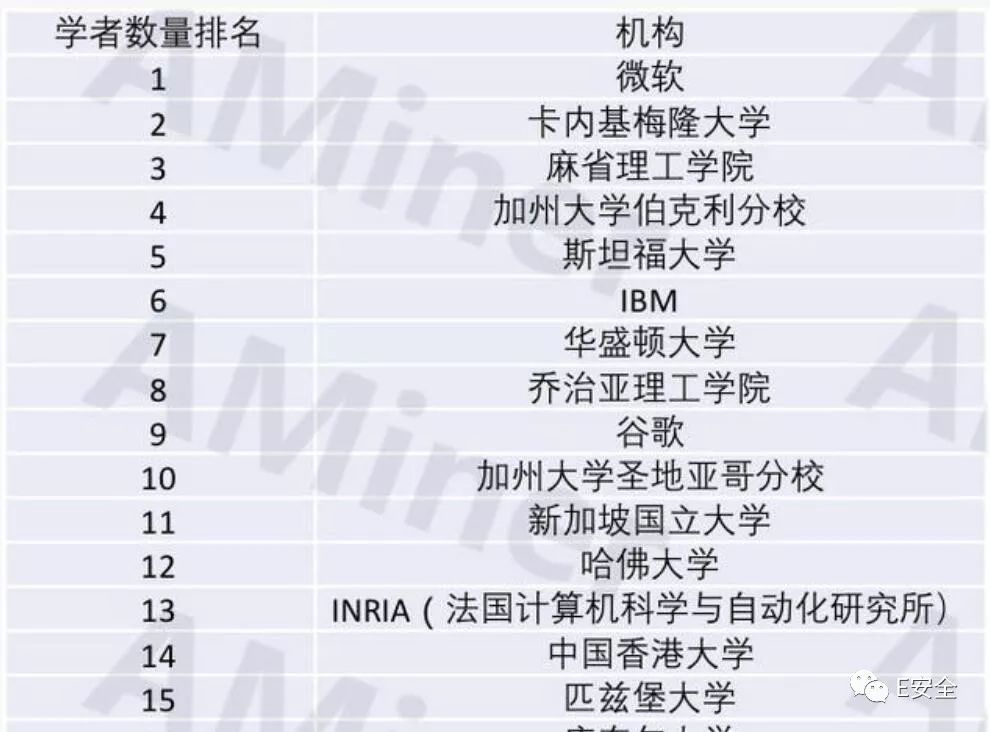 学者数量排名 机构
1 微软
2 卡内基梅隆大学
3 麻省理工学院
4 加州大学伯克利分校
5 斯坦福大学
6 IBM
7 华盛顿大学
8 乔治亚理工学院
9 谷歌
10 加州大学圣地亚哥分校
11 新加坡国立大学
12 哈佛大学
13 INRIA（法国计算机科学与自动化研究所）
14 中国香港大学
15 匹兹堡大学
E安全
AMiner
AMiner